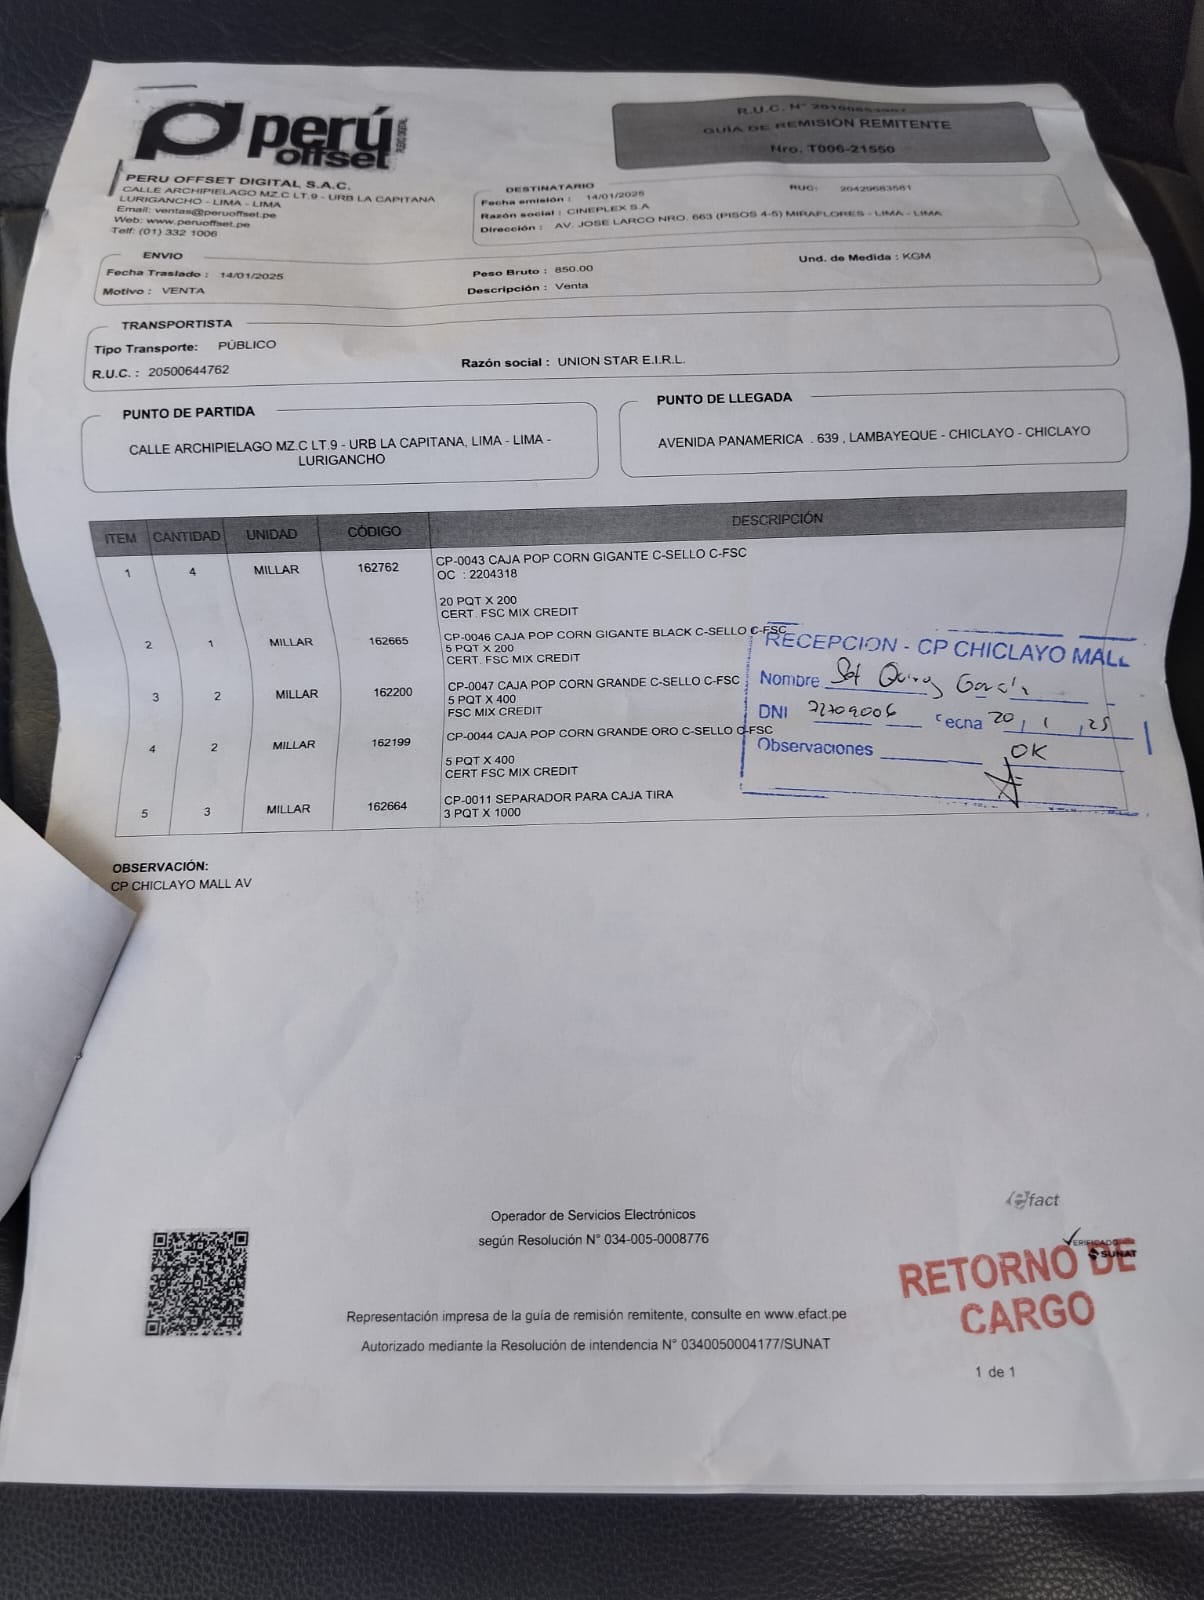 perú
offset
R.U.C. N°
GUÍA DE REMISIÓN REMITENTE
Nro. T006-21550
PERU OFFSET DIGITAL S.A.C.
CALLE ARCHIPIELAGO MZ.C LT.9 - URB LA CAPITANA
LURIGANCHO - LIMA - LIMA
Email: ventas@peruoffset.pe
Web: www.peruoffset.pe
Telf: (01) 332 1006
DESTINATARIO
Fecha emisión : 14/01/2025
RUC: 20429683581
Razón social : CINEPLEX S.A
Dirección : AV. JOSE LARCO NRO. 663 (PISOS 4-5) MIRAFLORES - LIMA - LIMA
ENVIO
Fecha Traslado : 14/01/2025
Peso Bruto : 850.00
Und. de Medida : KGM
Motivo : VENTA
Descripción : Venta
TRANSPORTISTA
Tipo Transporte: PÚBLICO
R.U.C. : 20500644762
Razón social : UNION STAR E.I.R.L.
PUNTO DE PARTIDA
CALLE ARCHIPIELAGO MZ.C LT.9 - URB LA CAPITANA, LIMA - LIMA -
LURIGANCHO
PUNTO DE LLEGADA
AVENIDA PANAMERICA . 639 , LAMBAYEQUE - CHICLAYO - CHICLAYO
ITEM CANTIDAD UNIDAD CÓDIGO DESCRIPCIÓN
1 4 MILLAR 162762 CP-0043 CAJA POP CORN GIGANTE C-SELLO C-FSC
OC : 2204318
20 PQT X 200
CERT. FSC MIX CREDIT
2 1 MILLAR 162665 CP-0046 CAJA POP CORN GIGANTE BLACK C-SELLO C-FSC
5 PQT X 200
CERT. FSC MIX CREDIT
3 2 MILLAR 162200 CP-0047 CAJA POP CORN GRANDE C-SELLO C-FSC
5 PQT X 400
FSC MIX CREDIT
4 2 MILLAR 162199 CP-0044 CAJA POP CORN GRANDE ORO C-SELLO C-FSC
5 PQT X 400
CERT FSC MIX CREDIT
5 3 MILLAR 162664 CP-0011 SEPARADOR PARA CAJA TIRA
3 PQT X 1000
RECEPCION - CP CHICLAYO MALL
Nombre
DNI 72709006 Fecha 20 , 1 , 25
Observaciones OK
OBSERVACIÓN:
CP CHICLAYO MALL AV
efact
Operador de Servicios Electrónicos
según Resolución N° 034-005-0008776
VERIFICADO
SUNAT
RETORNO DE
CARGO
Representación impresa de la guía de remisión remitente, consulte en www.efact.pe
Autorizado mediante la Resolución de intendencia N° 0340050004177/SUNAT
1 de 1